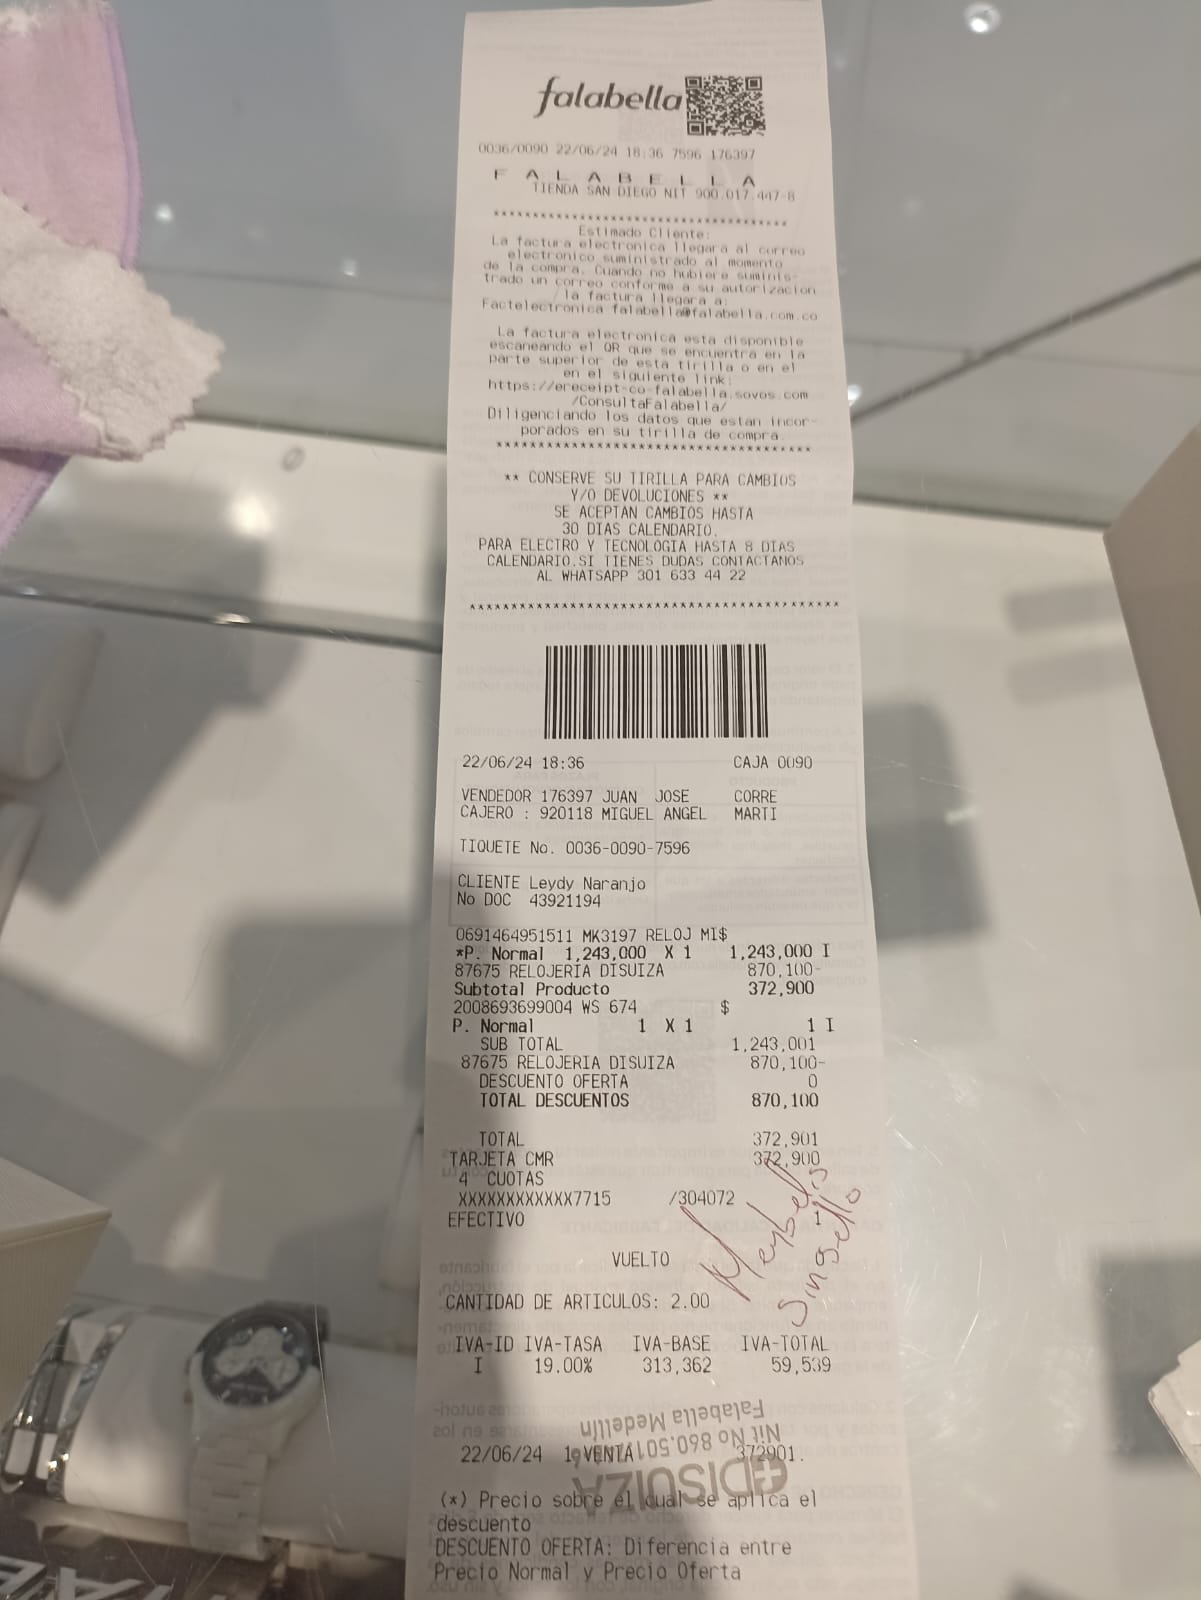 falabella
0036/0090 22/06/24 18:36 7596 176397
F A L A B E L L A
TIENDA SAN DIEGO NIT 900.017.447-8
************************************
Estimado Cliente:
La factura electronica llegara al correo
electronico suministrado al momento
de la compra. Cuando no hubiere suminis-
trado un correo conforme a su autorizacion
la factura llegara a:
Factelectronica falabella@falabella.com.co
La factura electronica esta disponible
escaneando el QR que se encuentra en la
parte superior de esta tirilla o en el
en el siguiente link:
https://ereceipt-co-falabella.sovos.com
/ConsultaFalabella/
Diligenciando los datos que estan incor-
porados en su tirilla de compra.
***************************************
** CONSERVE SU TIRILLA PARA CAMBIOS
Y/O DEVOLUCIONES **
SE ACEPTAN CAMBIOS HASTA
30 DIAS CALENDARIO.
PARA ELECTRO Y TECNOLOGIA HASTA 8 DIAS
CALENDARIO.SI TIENES DUDAS CONTACTANOS
AL WHATSAPP 301 633 44 22
******************************************
22/06/24 18:36 CAJA 0090
VENDEDOR 176397 JUAN JOSE CORRE
CAJERO : 920118 MIGUEL ANGEL MARTI
TIQUETE No. 0036-0090-7596
CLIENTE Leydy Naranjo
No DOC 43921194
0691464951511 MK3197 RELOJ MI$
*P. Normal 1,243,000 X 1 1,243,000 I
87675 RELOJERIA DISUIZA 870,100-
Subtotal Producto 372,900
2008693699004 WS 674 $
P. Normal 1 X 1 1 I
SUB TOTAL 1,243,001
87675 RELOJERIA DISUIZA 870,100-
DESCUENTO OFERTA 0
TOTAL DESCUENTOS 870,100
TOTAL 372,901
TARJETA CMR 372,900
4 CUOTAS
XXXXXXXXXXXX7715 /304072
EFECTIVO 1
VUELTO 0
Meybelis
sin sello
CANTIDAD DE ARTICULOS: 2.00
IVA-ID IVA-TASA IVA-BASE IVA-TOTAL
I 19.00% 313,362 59,539
Falabella Medellin
Nit No 860.501
22/06/24 VENTA 372901.
DISUIZA
(*) Precio sobre el cual se aplica el
descuento
DESCUENTO OFERTA: Diferencia entre
Precio Normal y Precio Oferta